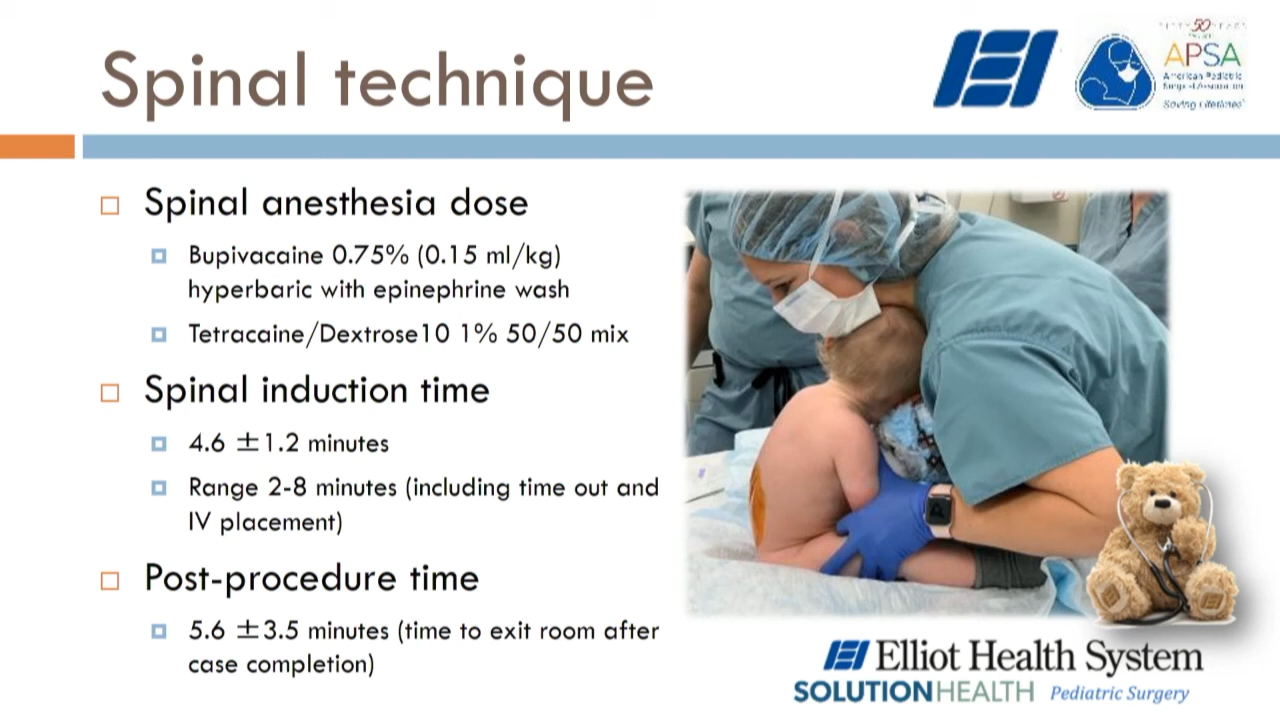 Spinal technique
50
APSA
American Pediatric
Surgical Association
Saving Lifetimes
Spinal anesthesia dose
Bupivacaine 0.75% (0.15 ml/kg)
hyperbaric with epinephrine wash
Tetracaine/Dextrose10 1% 50/50 mix
Spinal induction time
4.6 ±1.2 minutes
Range 2-8 minutes (including time out and
IV placement)
Post-procedure time
5.6 ±3.5 minutes (time to exit room after
case completion)
Elliot Health System
SOLUTIONHEALTH Pediatric Surgery